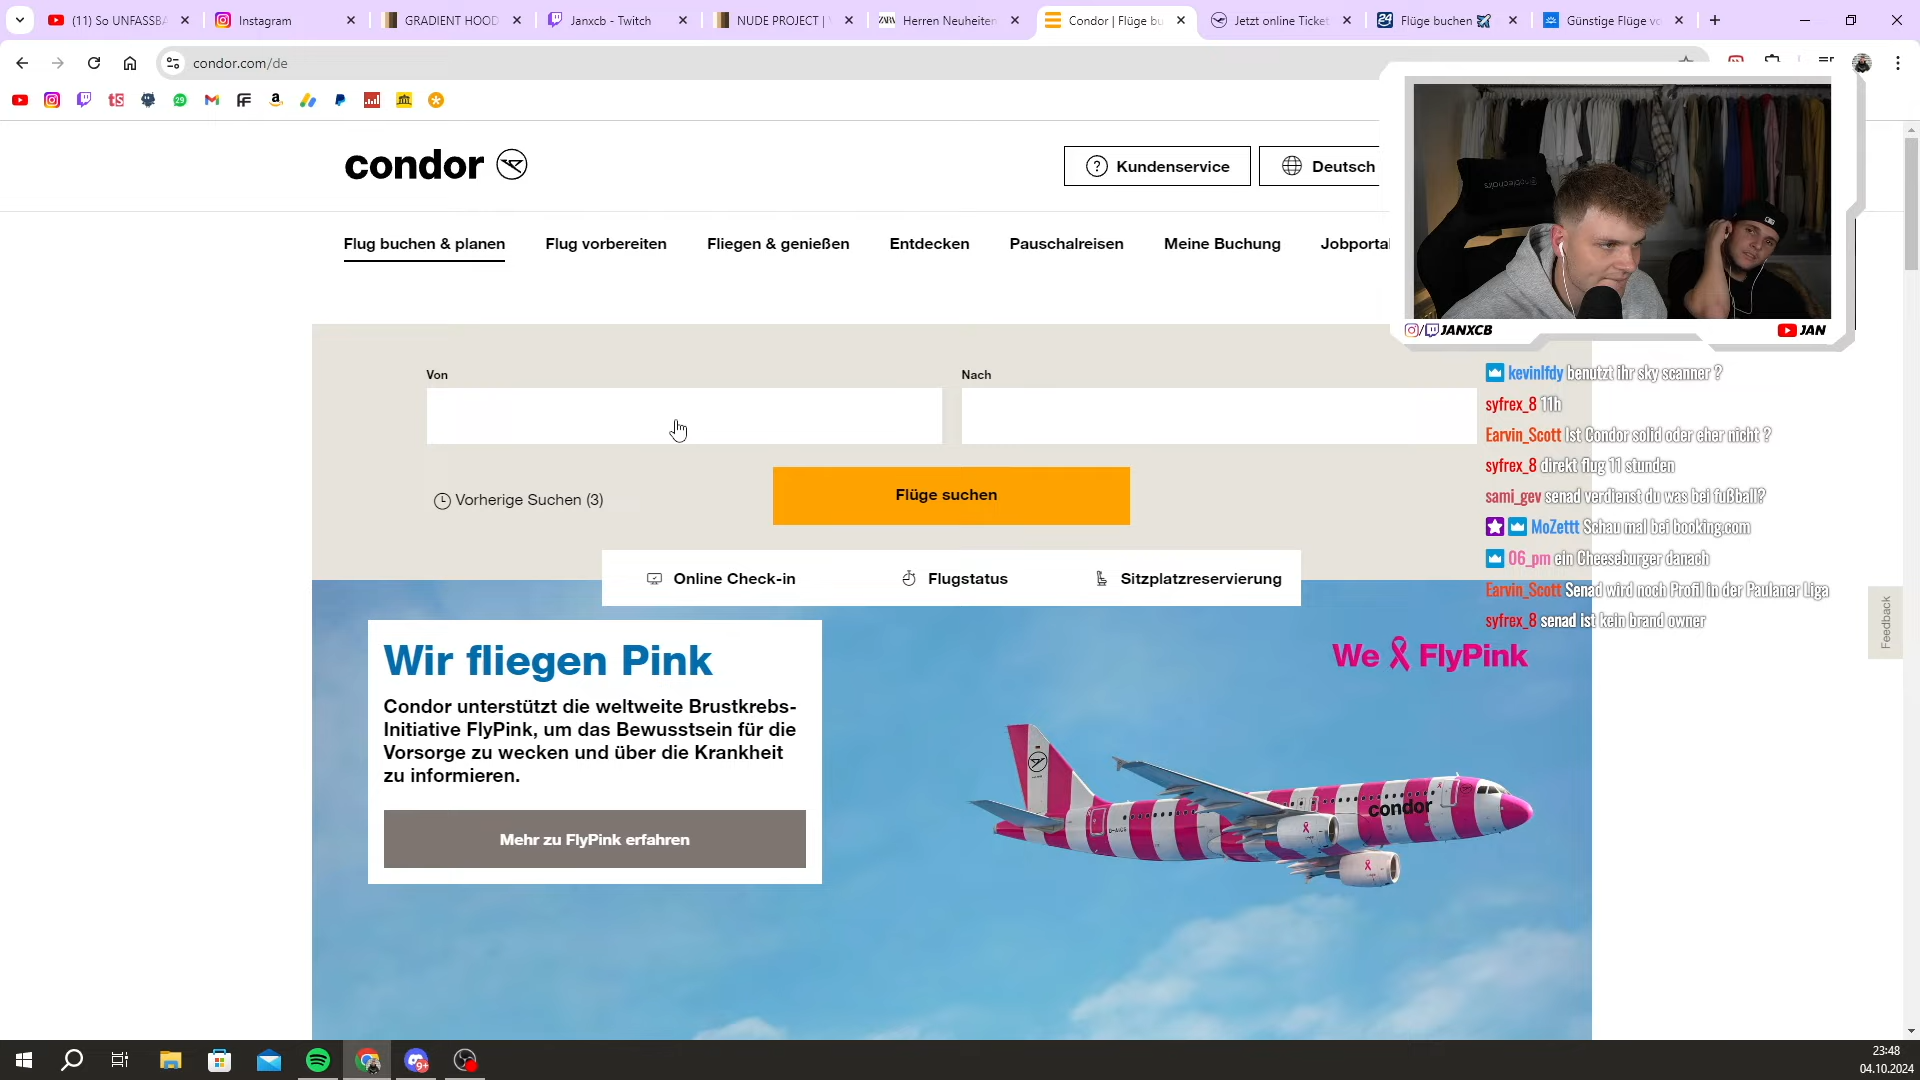 (11) So UNFASSBA
Instagram
GRADIENT HOOD
Janxcb - Twitch
NUDE PROJECT |
ZARA
Herren Neuheiten
Condor | Flüge bu
Jetzt online Ticket
24
Flüge buchen
Günstige Flüge vo
condor.com/de
condor
Kundenservice
Deutsch
Flug buchen & planen
Flug vorbereiten
Fliegen & genießen
Entdecken
Pauschalreisen
Meine Buchung
Jobportal
JANXCB
JAN
Von
Nach
Vorherige Suchen (3)
Flüge suchen
Online Check-in
Flugstatus
Sitzplatzreservierung
kevinlfdy benutzt ihr sky scanner ?
syfrex_8 11h
Earvin_Scott Ist Condor solid oder eher nicht ?
syfrex_8 direkt flug 11 stunden
sami_gev senad verdienst du was bei fußball?
MoZettt Schau mal bei booking.com
06_pm ein Cheeseburger danach
Earvin_Scott Senad wird noch Profil in der Paulaner Liga
syfrex_8 senad ist kein brand owner
Feedback
Wir fliegen Pink
Condor unterstützt die weltweite Brustkrebs-
Initiative FlyPink, um das Bewusstsein für die
Vorsorge zu wecken und über die Krankheit
zu informieren.
Mehr zu FlyPink erfahren
We FlyPink
condor
23:48
04.10.2024